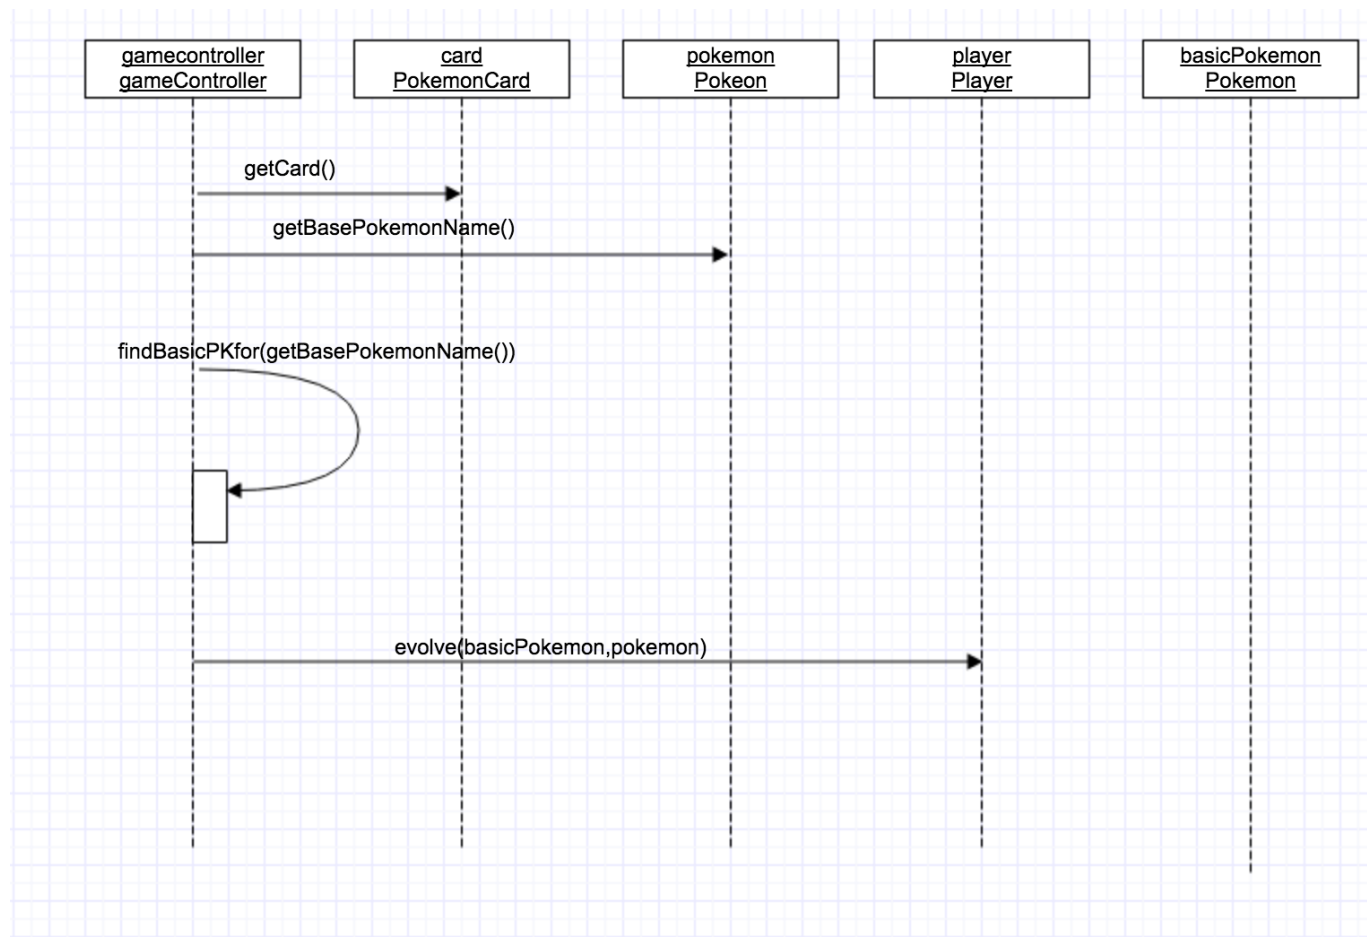 gamecontroller
gameController
card
PokemonCard
pokemon
Pokeon
player
Player
basicPokemon
Pokemon
getCard()
getBasePokemonName()
findBasicPKfor(getBasePokemonName())
evolve(basicPokemon,pokemon)